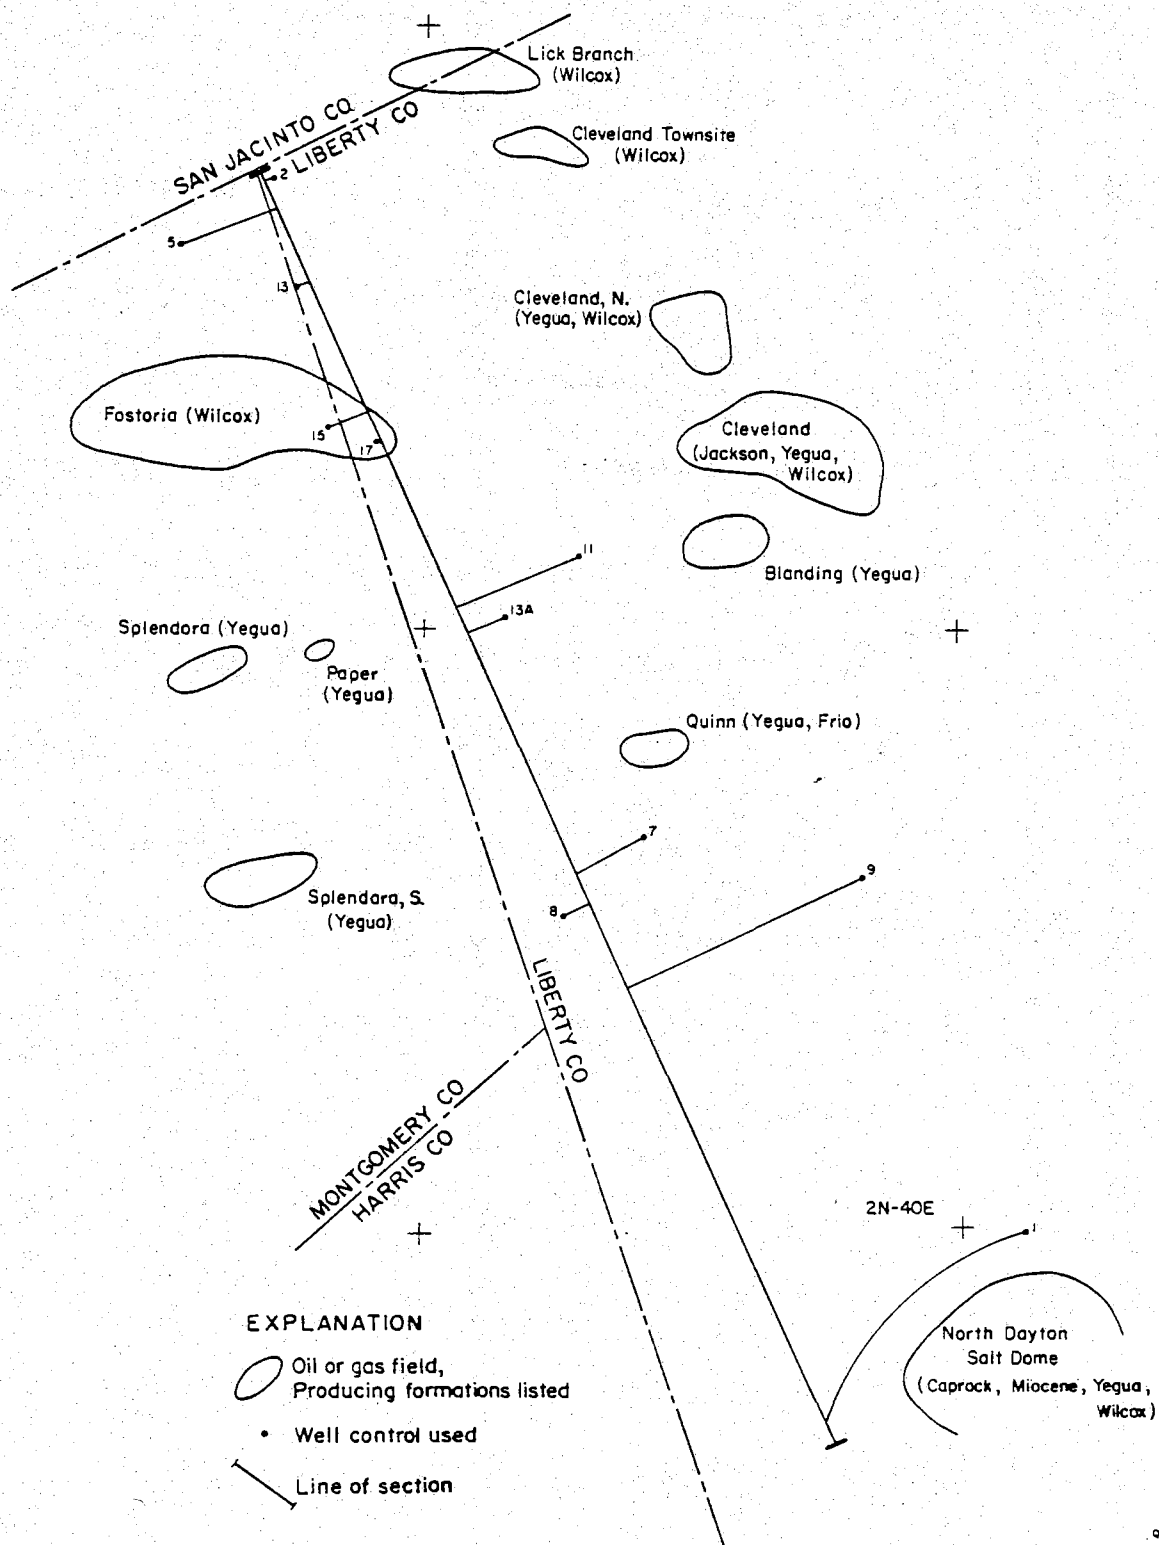 Lick Branch
(Wilcox)
SAN JACINTO CO
LIBERTY CO
Cleveland Townsite
(Wilcox)
2
5
13
Cleveland, N.
(Yegua, Wilcox)
Fostoria (Wilcox)
15
17
Cleveland
(Jackson, Yegua,
Wilcox)
11
Blanding (Yegua)
13A
Splendora (Yegua)
Paper
(Yegua)
Quinn (Yegua, Frio)
7
9
8
Splendora, S.
(Yegua)
LIBERTY CO
MONTGOMERY CO
HARRIS CO
2N-40E
1
EXPLANATION
Oil or gas field,
Producing formations listed
Well control used
Line of section
North Dayton
Salt Dome
(Caprock, Miocene, Yegua,
Wilcox)